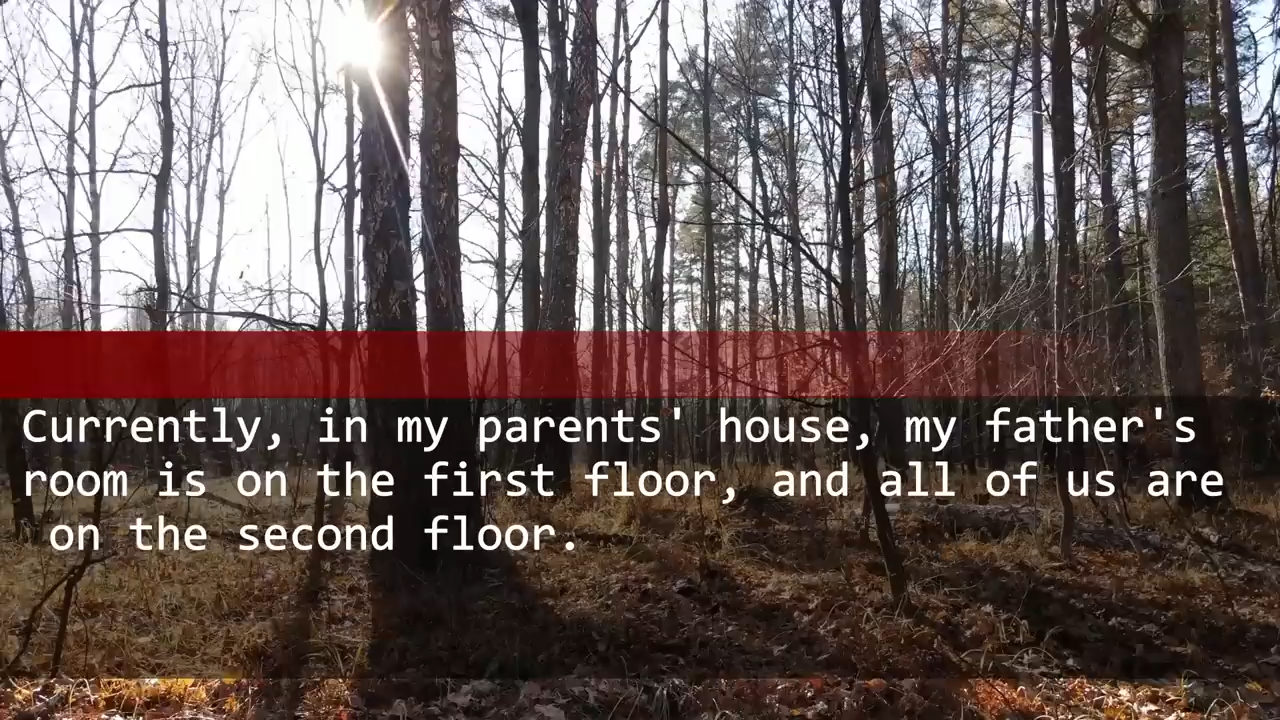 Currently, in my parents' house, my father's
room is on the first floor, and all of us are
on the second floor.